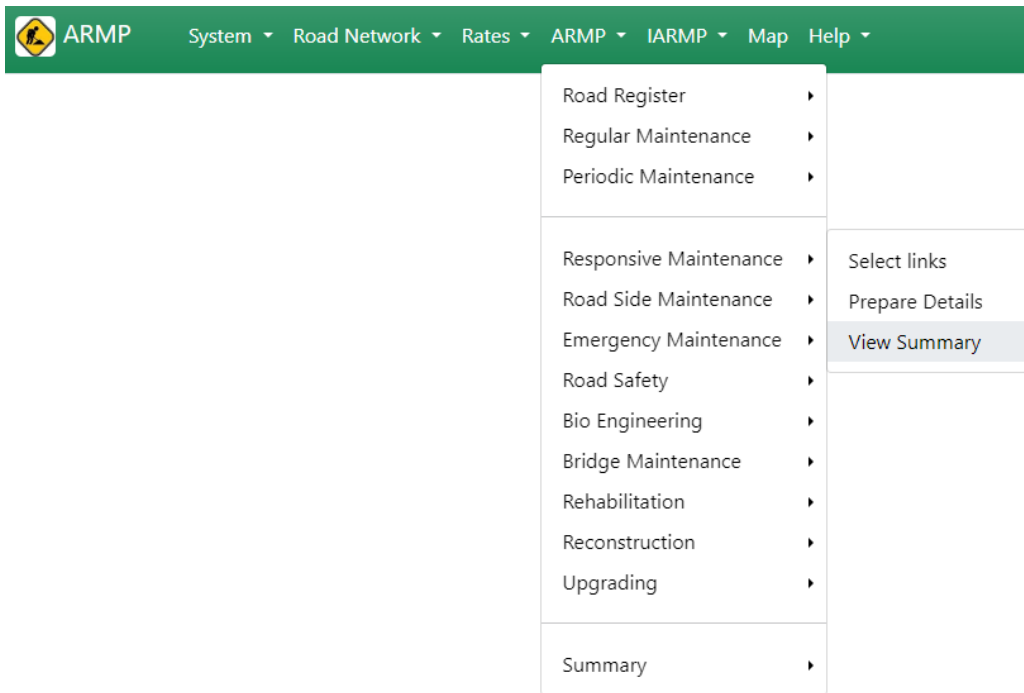 ARMP System Road Network Rates ARMP IARMP Map Help
Road Register
Regular Maintenance
Periodic Maintenance
Responsive Maintenance
Road Side Maintenance
Emergency Maintenance
Road Safety
Bio Engineering
Bridge Maintenance
Rehabilitation
Reconstruction
Upgrading
Summary
Select links
Prepare Details
View Summary